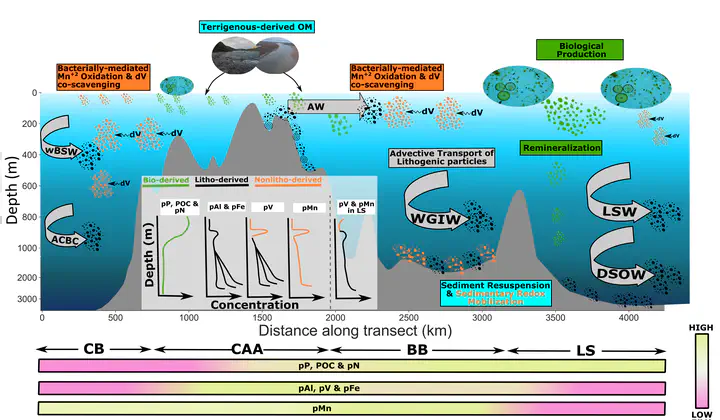 Terrigenous-derived OM
Bacterially-mediated
Mn+2 Oxidation & dV
co-scavenging
Bacterially-mediated
Mn+2 Oxidation & dV
co-scavenging
Biological
Production
AW
dV
dV
dV
dV
dV
dV
dV
wBSW
ACBC
Advective Transport of
Lithogenic particles
Remineralization
WGIW
LSW
DSOW
Bio-derived
Litho-derived
Nonlitho-derived
pP, POC &
pN
pAl & pFe
pV
pMn
pV & pMn
in LS
Depth (m)
Concentration
Sediment Resuspension
& Sedimentary Redox
Mobilization
Depth (m)
0
200
400
600
800
1000
2000
3000
0
500
1000
1500
2000
2500
3000
3500
4000
Distance along transect (km)
CB
CAA
BB
LS
pP, POC & pN
pAl, pV & pFe
pMn
HIGH
LOW